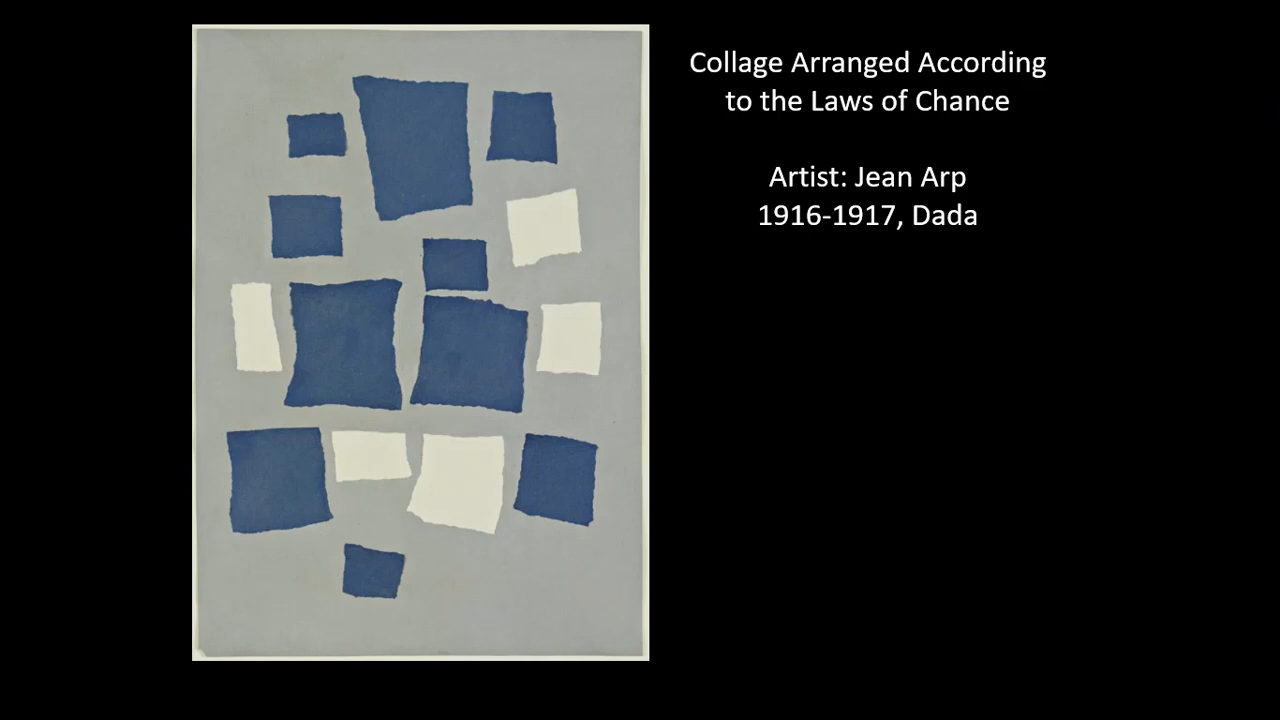 Collage Arranged According
to the Laws of Chance
Artist: Jean Arp
1916-1917, Dada